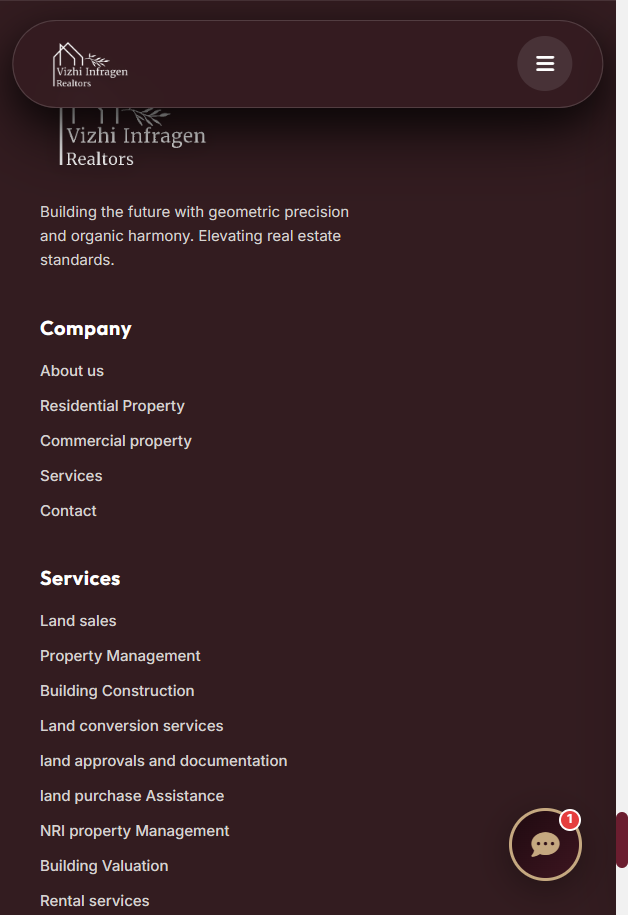 Vizhi Infragen
Realtors
Vizhi Infragen
Realtors
Building the future with geometric precision
and organic harmony. Elevating real estate
standards.
Company
About us
Residential Property
Commercial property
Services
Contact
Services
Land sales
Property Management
Building Construction
Land conversion services
land approvals and documentation
land purchase Assistance
NRI property Management
1
Building Valuation
Rental services